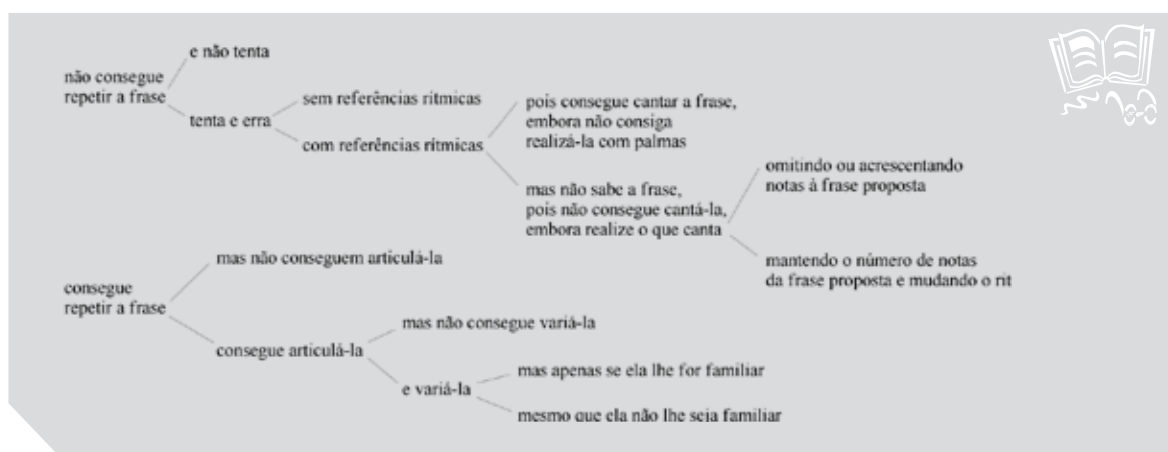 e não tenta
não consegue
repetir a frase
tenta e erra
sem referências rítmicas
com referências rítmicas
pois consegue cantar a frase,
embora não consiga
realizá-la com palmas
mas não sabe a frase,
pois não consegue cantá-la,
embora realize o que canta
omitindo ou acrescentando
notas à frase proposta
mantendo o número de notas
da frase proposta e mudando o rit
consegue
repetir a frase
mas não conseguem articulá-la
consegue articulá-la
mas não consegue variá-la
e variá-la
mas apenas se ela lhe for familiar
mesmo que ela não lhe seja familiar